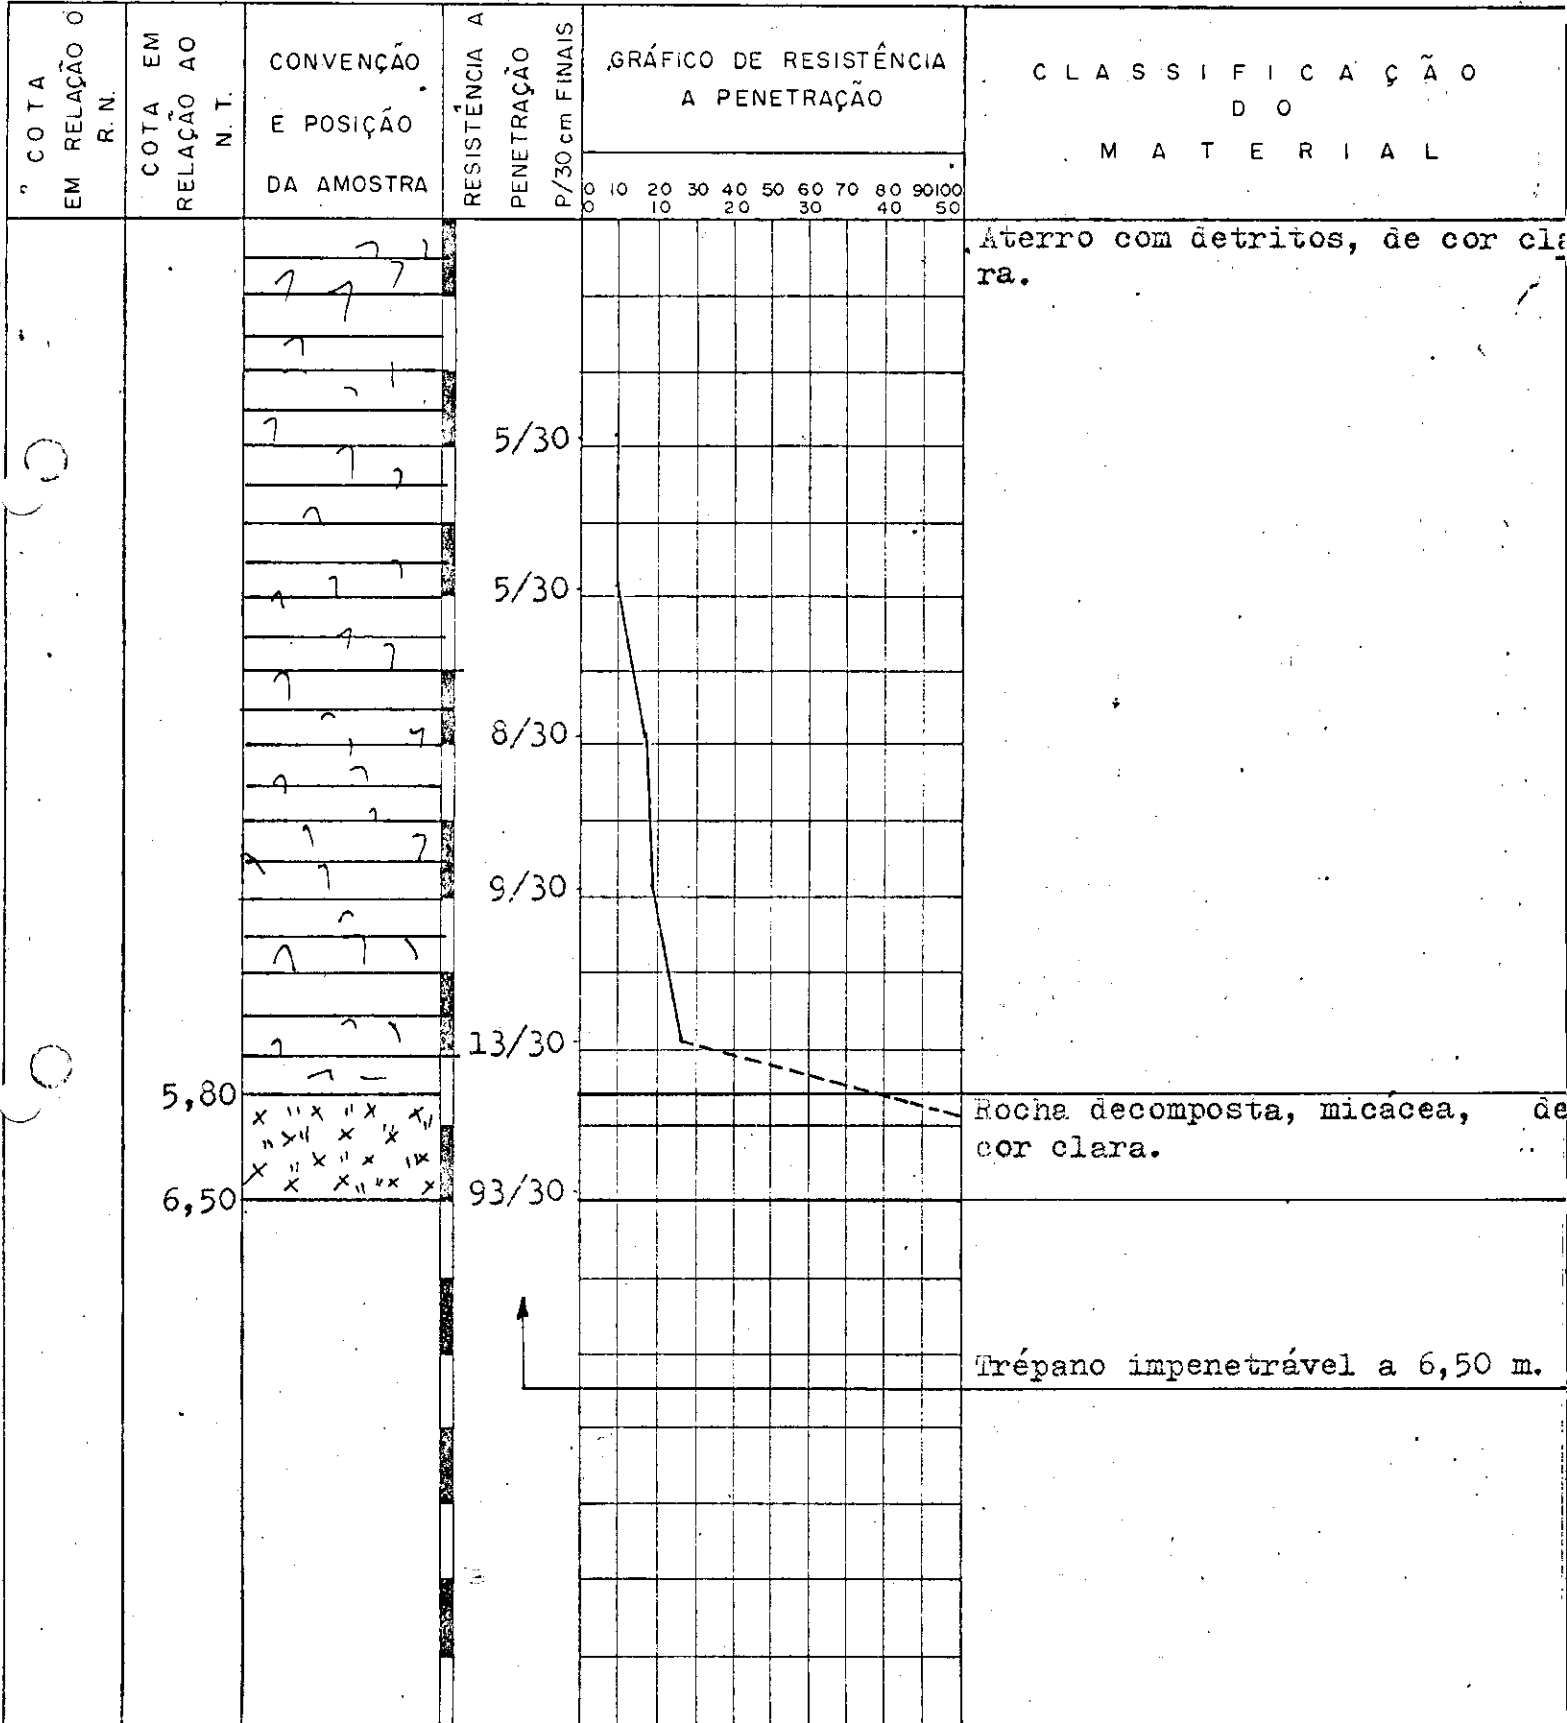 COTA
EM RELAÇÃO O
R. N.
COTA EM
RELAÇÃO AO
N. T.
CONVENÇÃO
E POSIÇÃO
DA AMOSTRA
RESISTÊNCIA A
PENETRAÇÃO
P/30 cm FINAIS
GRÁFICO DE RESISTÊNCIA
A PENETRAÇÃO
0 10 20 30 40 50 60 70 80 90 100
0 10 20 30 40 50
CLASSIFICAÇÃO
DO
MATERIAL
Aterro com detritos, de cor cla
ra.
5/30
5/30
8/30
9/30
13/30
5,80
Rocha decomposta, micácea, de
cor clara.
6,50
93/30
Trépano impenetrável a 6,50 m.